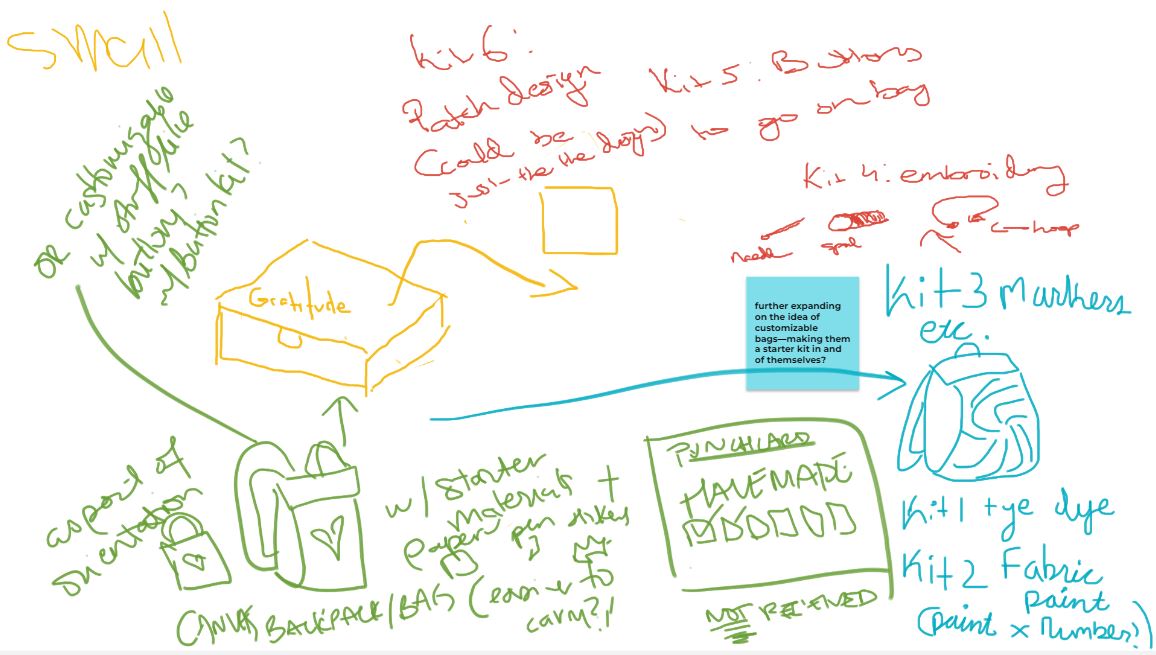 small
Kit 6:
Patch design
(could be
just the the design)
Kit 5: Buttons
to go on bag
Kit 4: embroidery
needle
spool
hoop
OR customizable
w/ stuff like
buttons
w/ button kit?
Gratitude
further expanding
on the idea of
customizable
bags—making them
a starter kit in and
of themselves?
Kit 3 Markers
etc.
as part of
orientation
w/ starter
materials +
paper pen stickers
CANVAS BACKPACK/BAG (easier to
carry?)
PUNCHCARD
HAVE MADE
NOT RECEIVED
Kit 1 tye dye
Kit 2 Fabric
paint
(paint x number?)